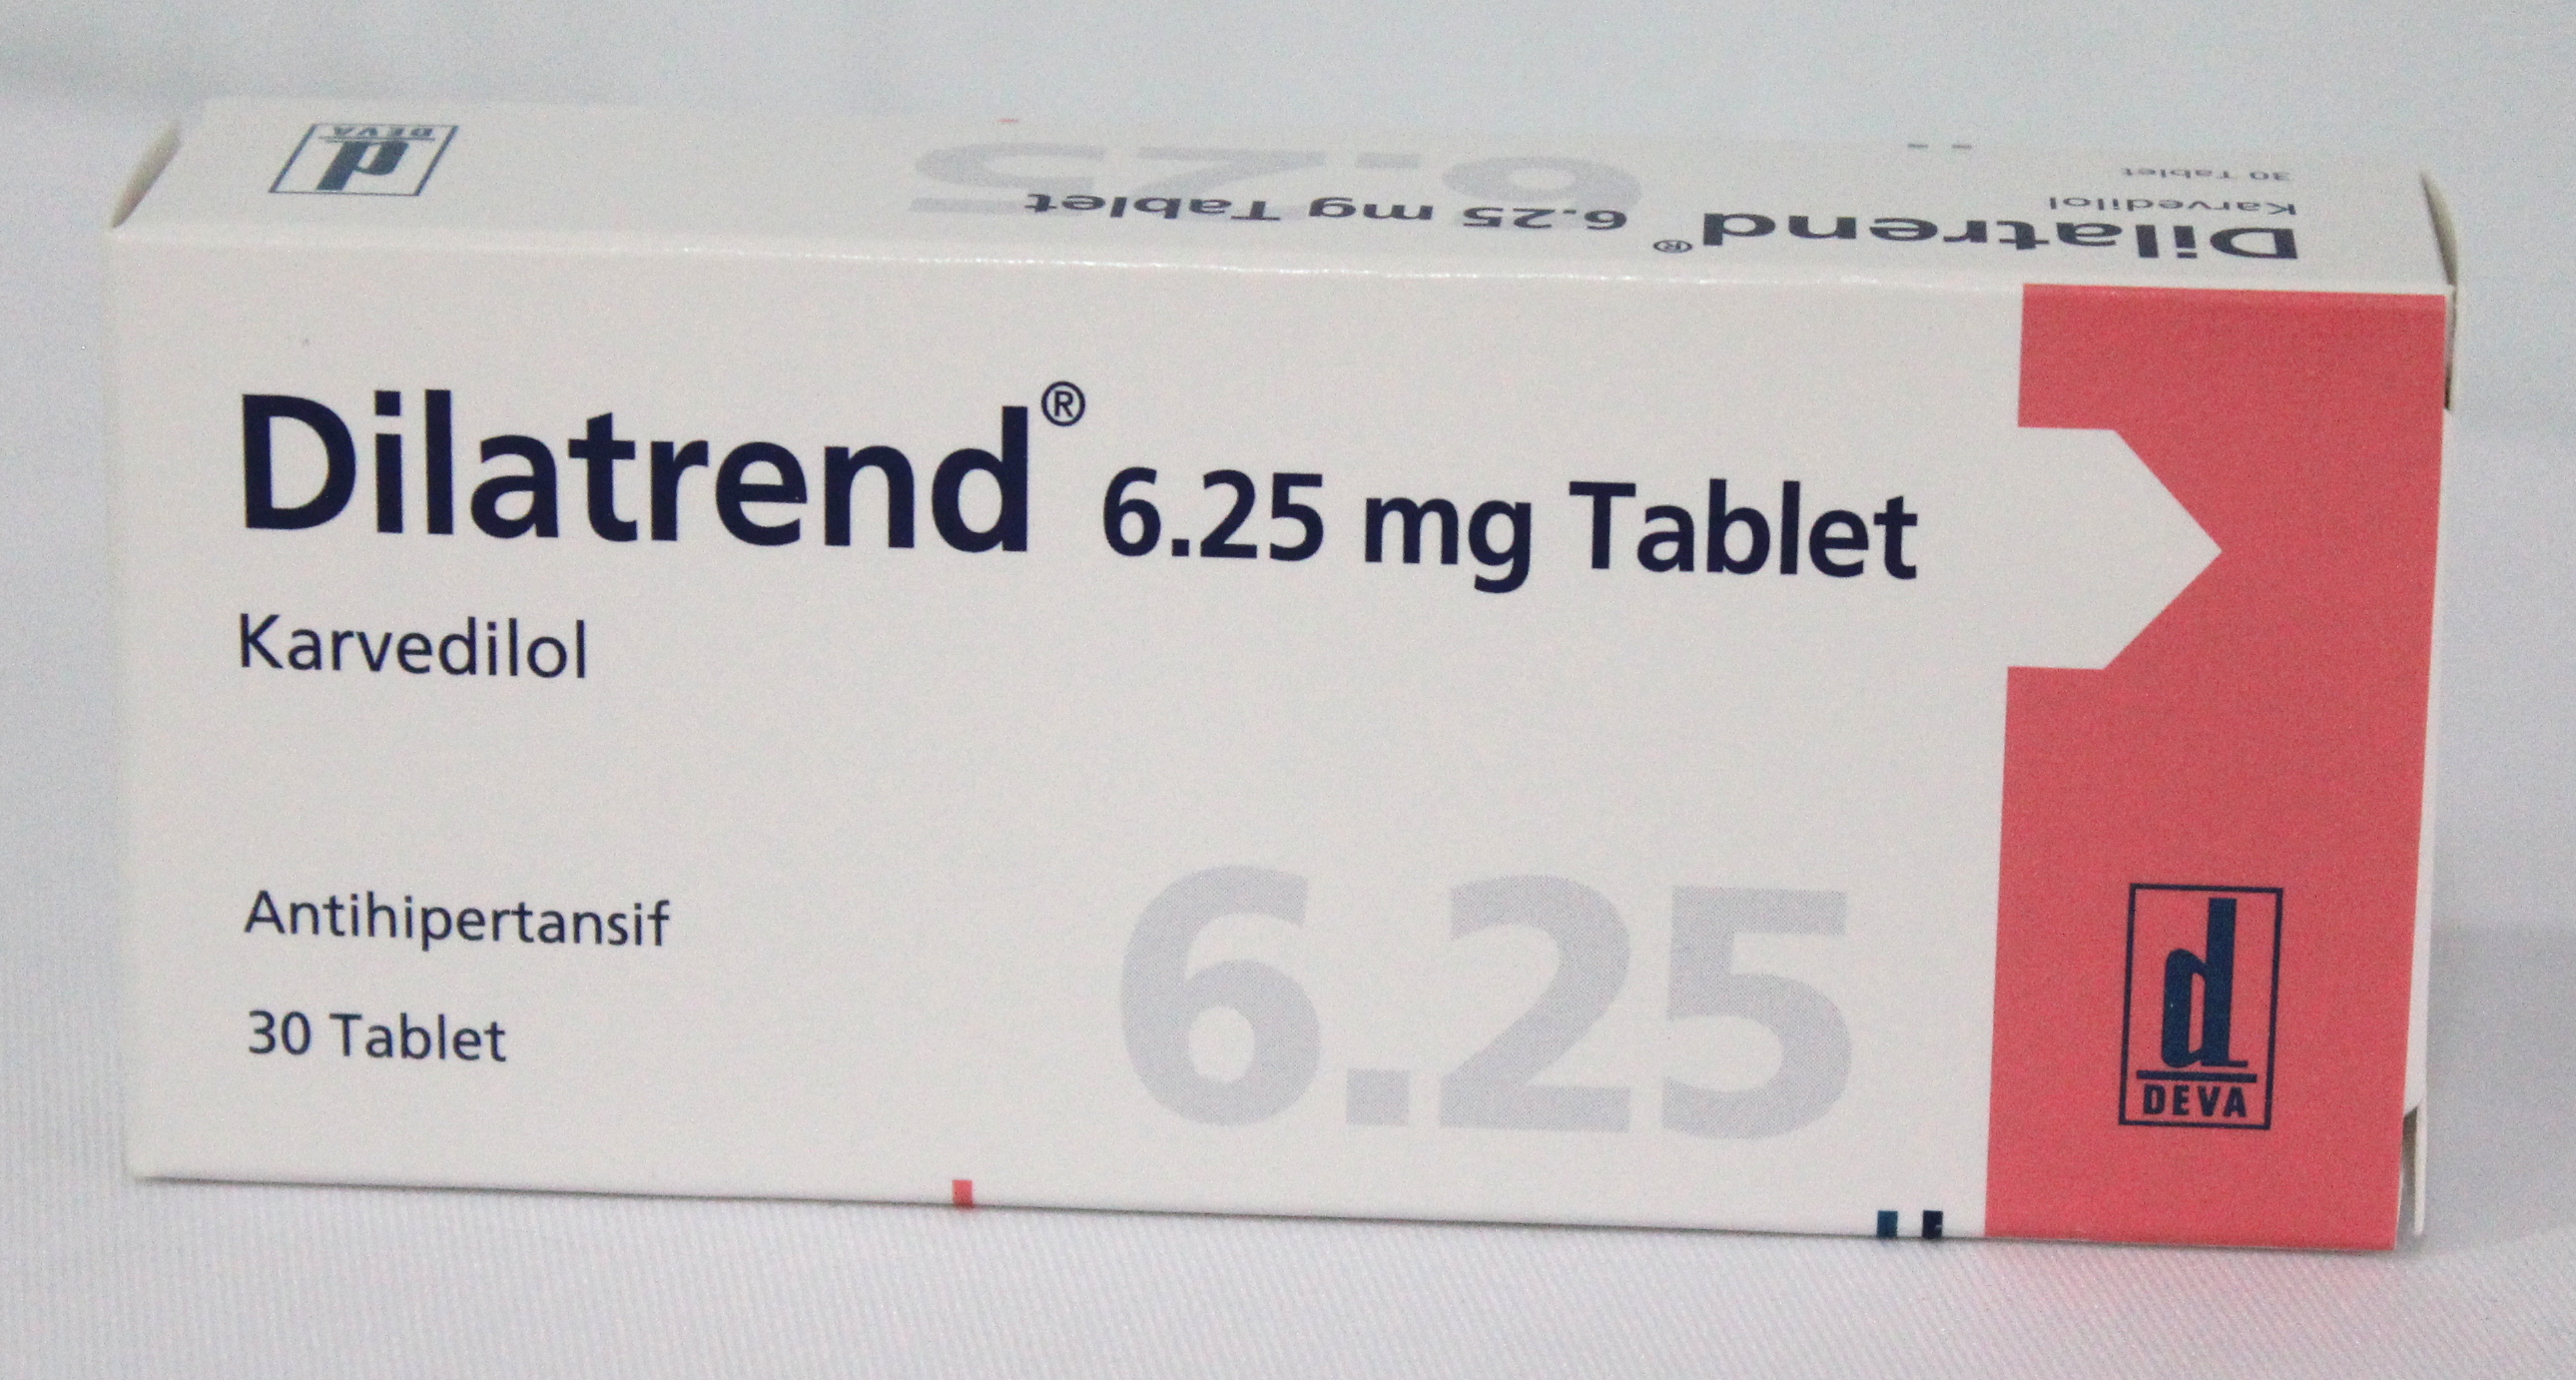 DEVA
d
30 Tablet
Karvedilol
Dilatrend® 6.25 mg Tablet
6.25
Dilatrend® 6.25 mg Tablet
Karvedilol
Antihipertansif
30 Tablet
6.25
d
DEVA